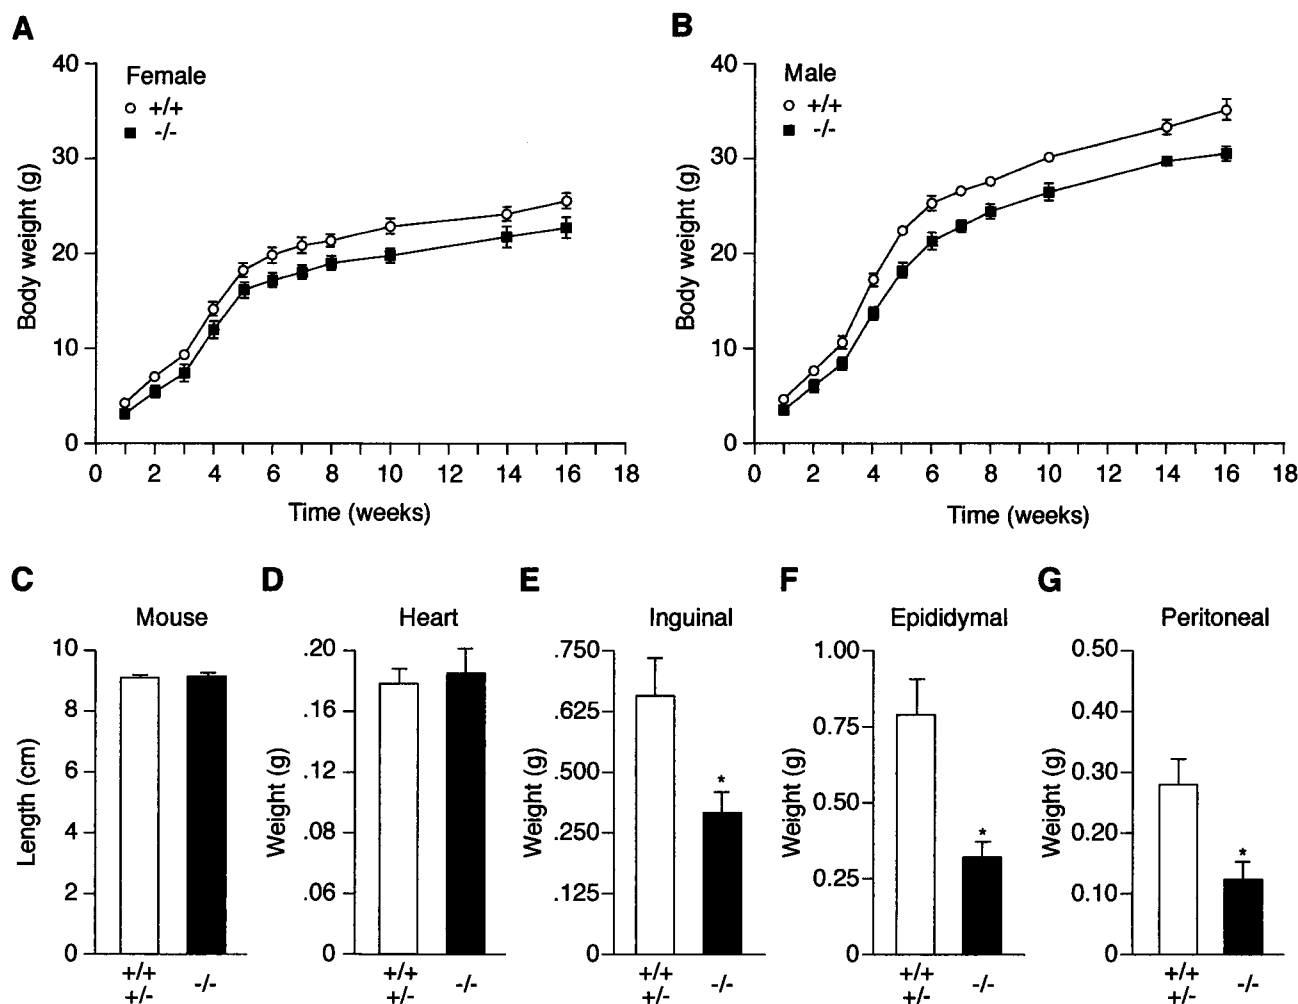 A
Female
+/+
-/-
Body weight (g)
40
30
20
10
0
0 2 4 6 8 10 12 14 16 18
Time (weeks)
B
Male
+/+
-/-
Body weight (g)
40
30
20
10
0
0 2 4 6 8 10 12 14 16 18
Time (weeks)
C
Mouse
Length (cm)
10
8
6
4
2
0
+/+ -/-
+/-
D
Heart
Weight (g)
.20
.16
.12
.08
.06
0
+/+ -/-
+/-
E
Inguinal
Weight (g)
.750
.625
.500
.250
.125
0
*
+/+ -/-
+/-
F
Epididymal
Weight (g)
1.00
0.75
0.50
0.25
0
*
+/+ -/-
+/-
G
Peritoneal
Weight (g)
0.50
0.40
0.30
0.20
0.10
0
*
+/+ -/-
+/-